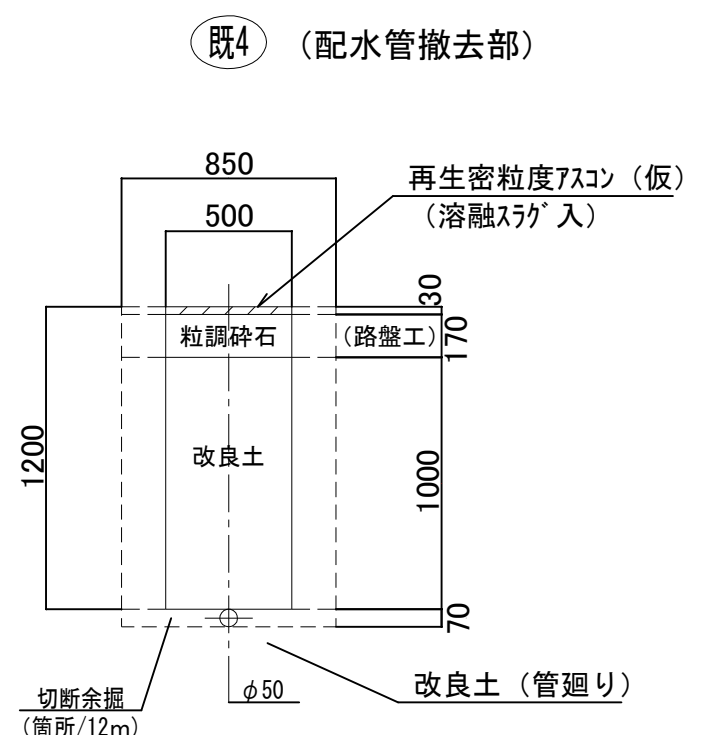 既4 (配水管撤去部)
850
再生密粒度アスコン (仮)
(溶融スラグ入)
500
30
粒調砕石
(路盤工)
170
1200
改良土
1000
70
切断余掘
(箇所/12m)
φ50
改良土 (管廻り)